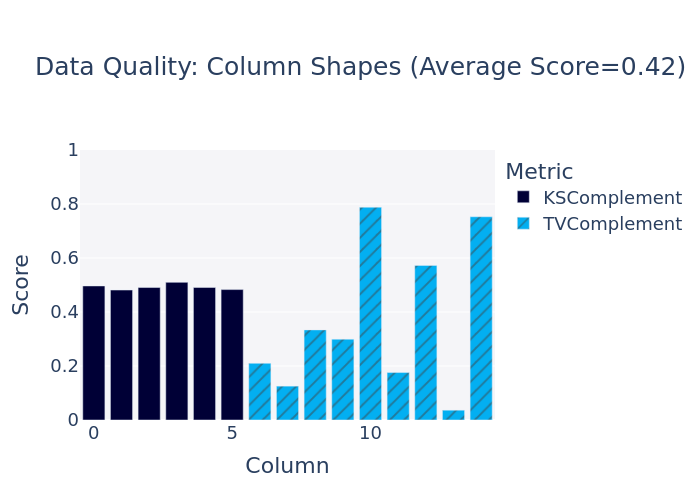 Data Quality: Column Shapes (Average Score=0.42)
1
0.8
0.6
0.4
0.2
0
Score
0 5 10
Column
Metric
KSComplement
TVComplement